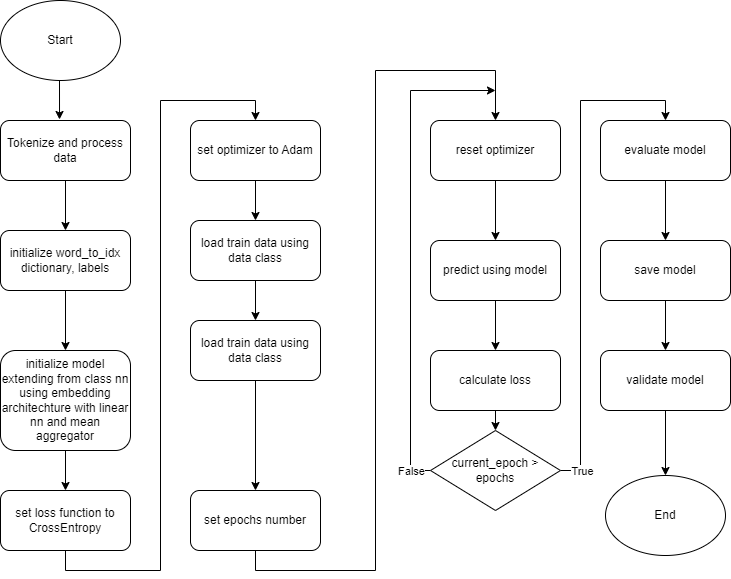 Start
Tokenize and process
data
initialize word_to_idx
dictionary, labels
initialize model
extending from class nn
using embedding
architechture with linear
nn and mean
aggregator
set loss function to
CrossEntropy
set optimizer to Adam
load train data using
data class
load train data using
data class
set epochs number
reset optimizer
predict using model
calculate loss
current_epoch >
epochs
False
True
evaluate model
save model
validate model
End